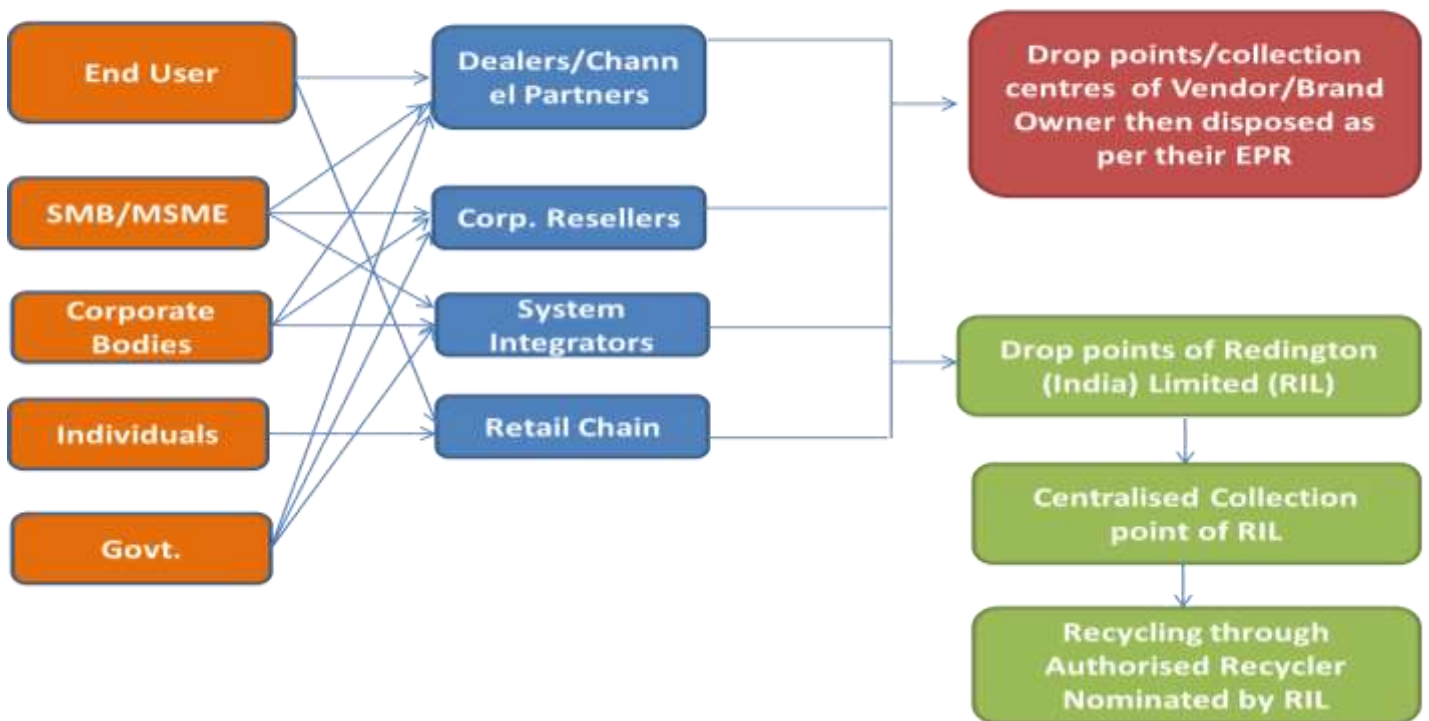 End User
SMB/MSME
Corporate
Bodies
Individuals
Govt.
Dealers/Chann
el Partners
Corp. Resellers
System
Integrators
Retail Chain
Drop points/collection
centres of Vendor/Brand
Owner then disposed as
per their EPR
Drop points of Redington
(India) Limited (RIL)
Centralised Collection
point of RIL
Recycling through
Authorised Recycler
Nominated by RIL